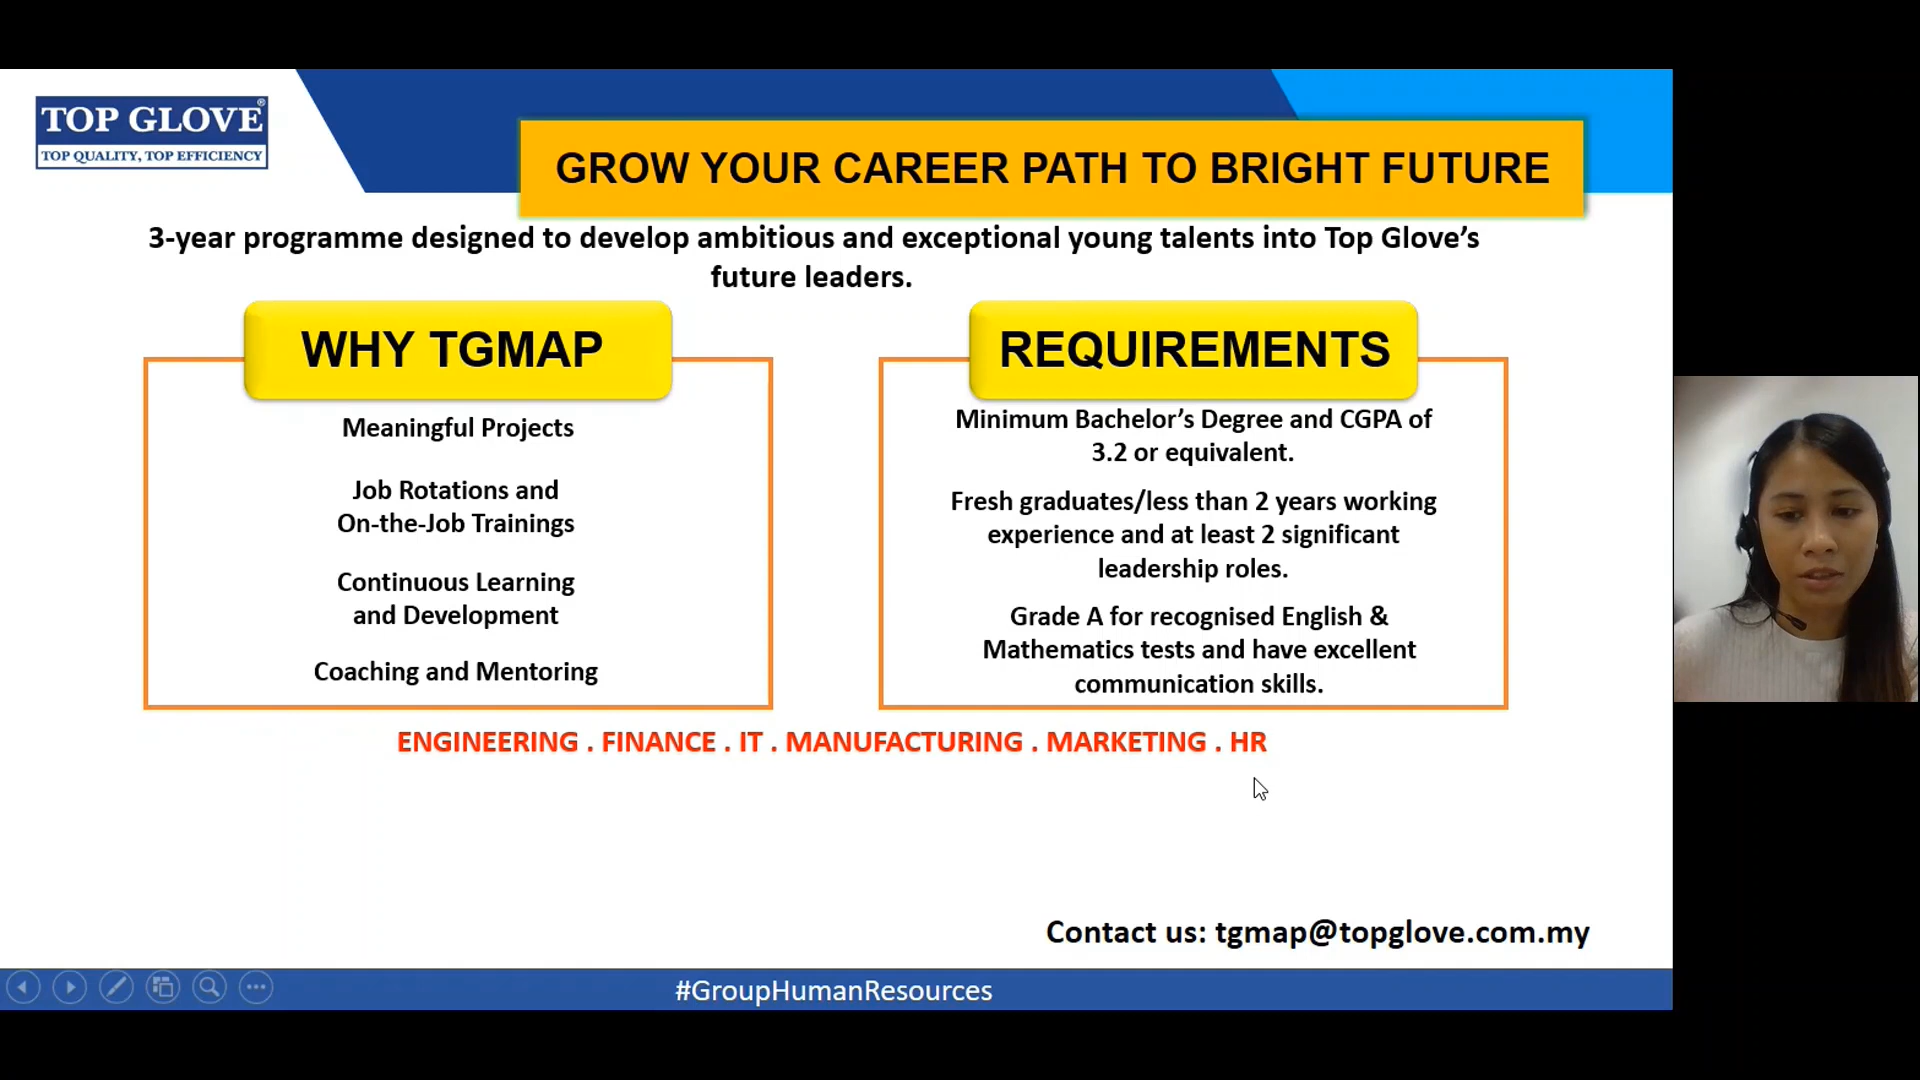 TOP GLOVE®
TOP QUALITY, TOP EFFICIENCY
GROW YOUR CAREER PATH TO BRIGHT FUTURE
3-year programme designed to develop ambitious and exceptional young talents into Top Glove’s
future leaders.
WHY TGMAP
Meaningful Projects
Job Rotations and
On-the-Job Trainings
Continuous Learning
and Development
Coaching and Mentoring
REQUIREMENTS
Minimum Bachelor’s Degree and CGPA of
3.2 or equivalent.
Fresh graduates/less than 2 years working
experience and at least 2 significant
leadership roles.
Grade A for recognised English &
Mathematics tests and have excellent
communication skills.
ENGINEERING . FINANCE . IT . MANUFACTURING . MARKETING . HR
Contact us: tgmap@topglove.com.my
#GroupHumanResources